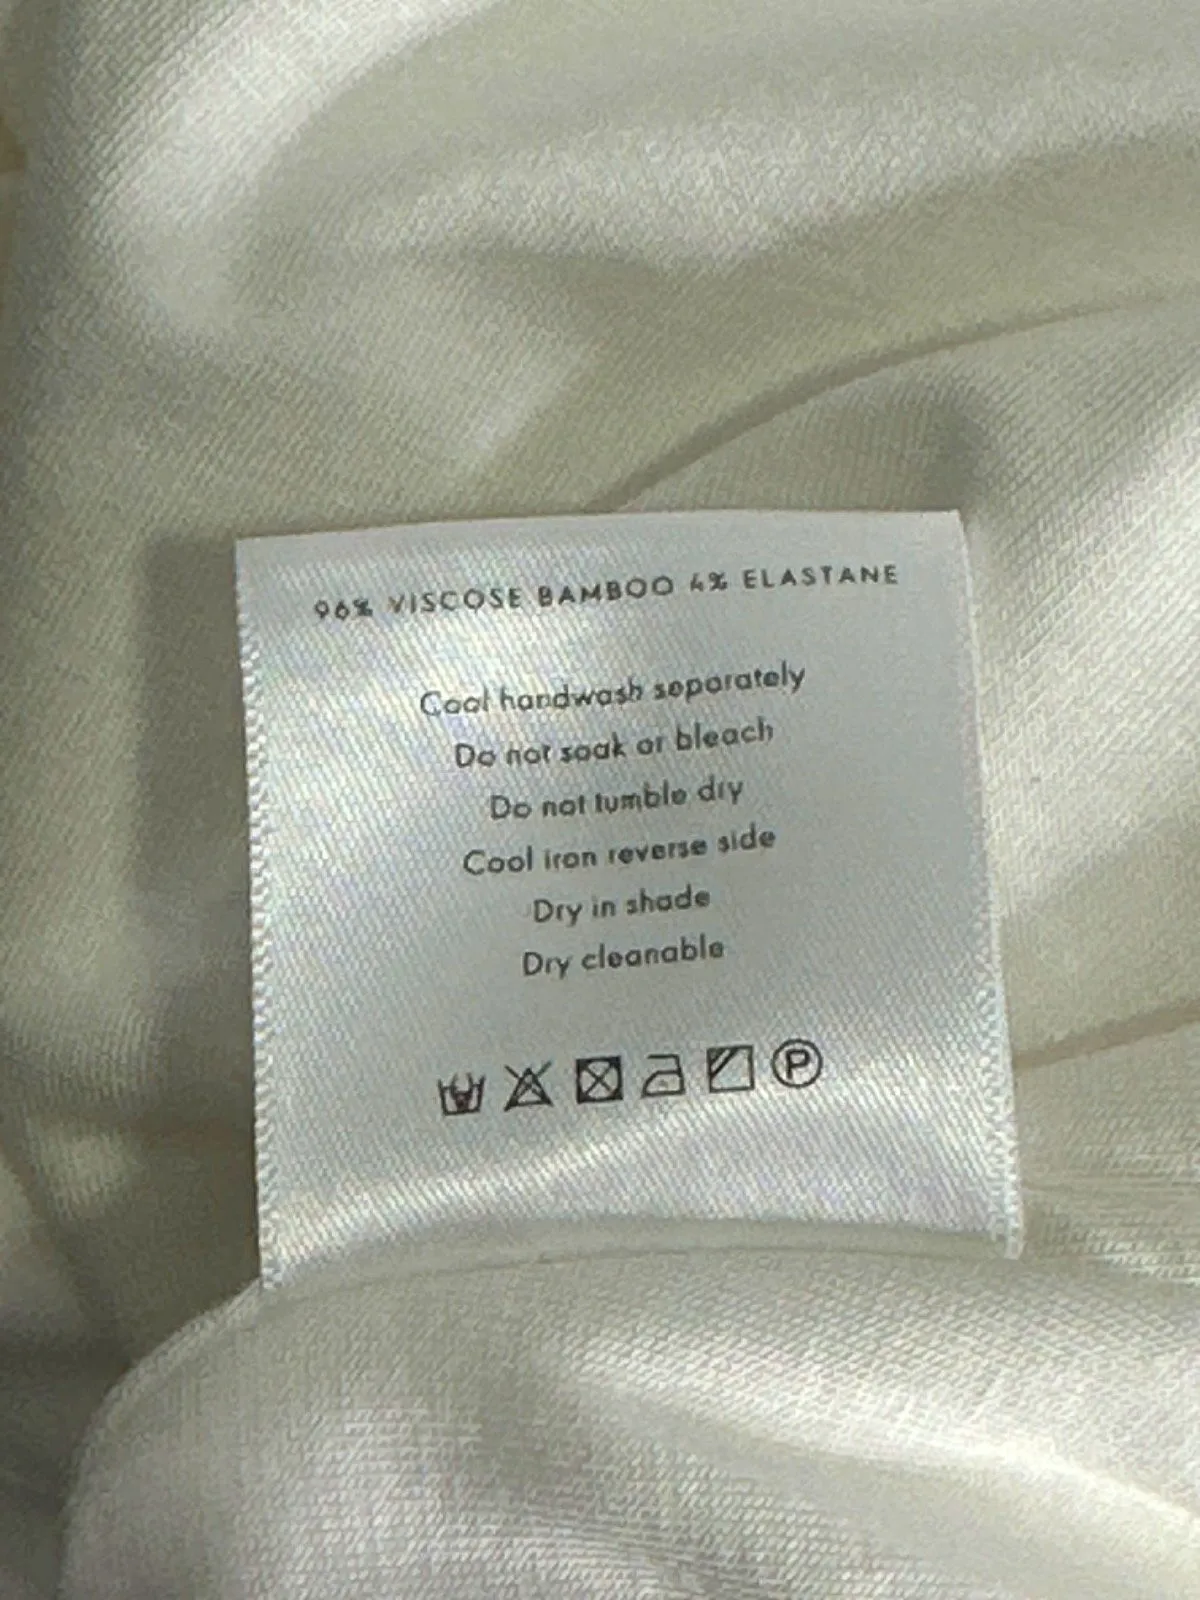 96% VISCOSE BAMBOO 4% ELASTANE
Cool handwash separately
Do not soak or bleach
Do not tumble dry
Cool iron reverse side
Dry in shade
Dry cleanable
P